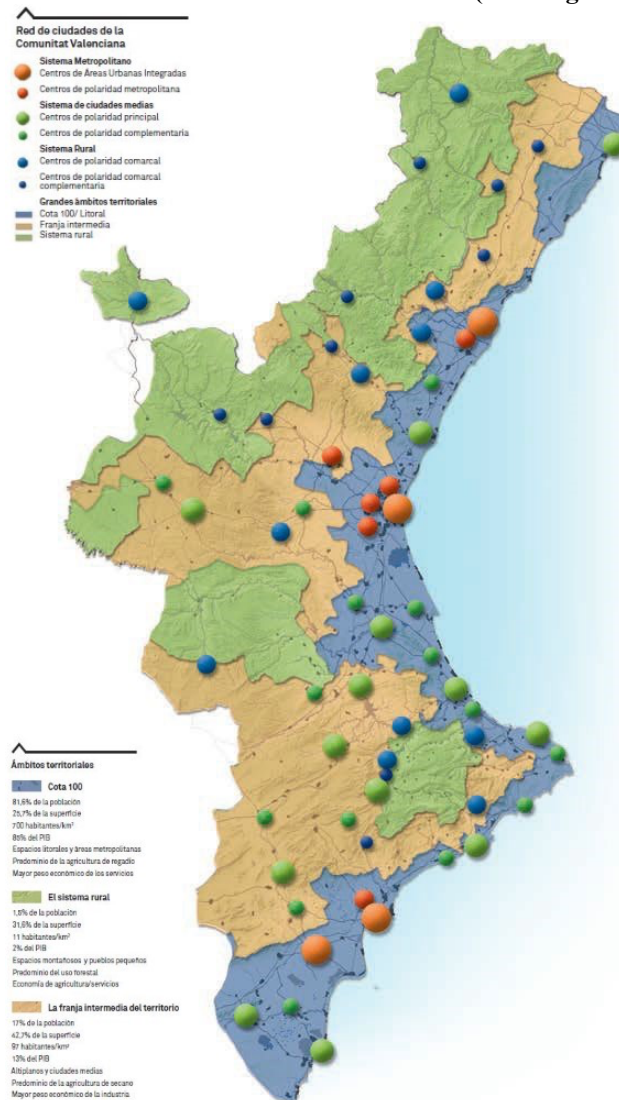 Red de ciudades de la
Comunitat Valenciana
Sistema Metropolitano
Centros de Áreas Urbanas Integradas
Centros de polaridad metropolitana
Sistema de ciudades medias
Centros de polaridad principal
Centros de polaridad complementaria
Sistema Rural
Centros de polaridad comarcal
Centros de polaridad comarcal
complementaria
Grandes àmbitos territoriales
Cota 100/ Litoral
Franja intermedia
Sistema rural
Ámbitos territoriales
Cota 100
81,6% de la población
25,7% de la superficie
700 habitantes/km²
85% del PIB
Espacios litorales y áreas metropolitanas
Predominio de la agricultura de regadío
Mayor peso económico de los servicios
El sistema rural
1,5% de la población
31,6% de la superficie
11 habitantes/km²
2% del PIB
Espacios montañosos y pueblos pequeños
Predominio del uso forestal
Economía de agricultura/servicios
La franja intermedia del territorio
17% de la población
42,7% de la superficie
97 habitantes/km²
13% del PIB
Altiplanos y ciudades medias
Predominio de la agricultura de secano
Mayor peso económico de la industria